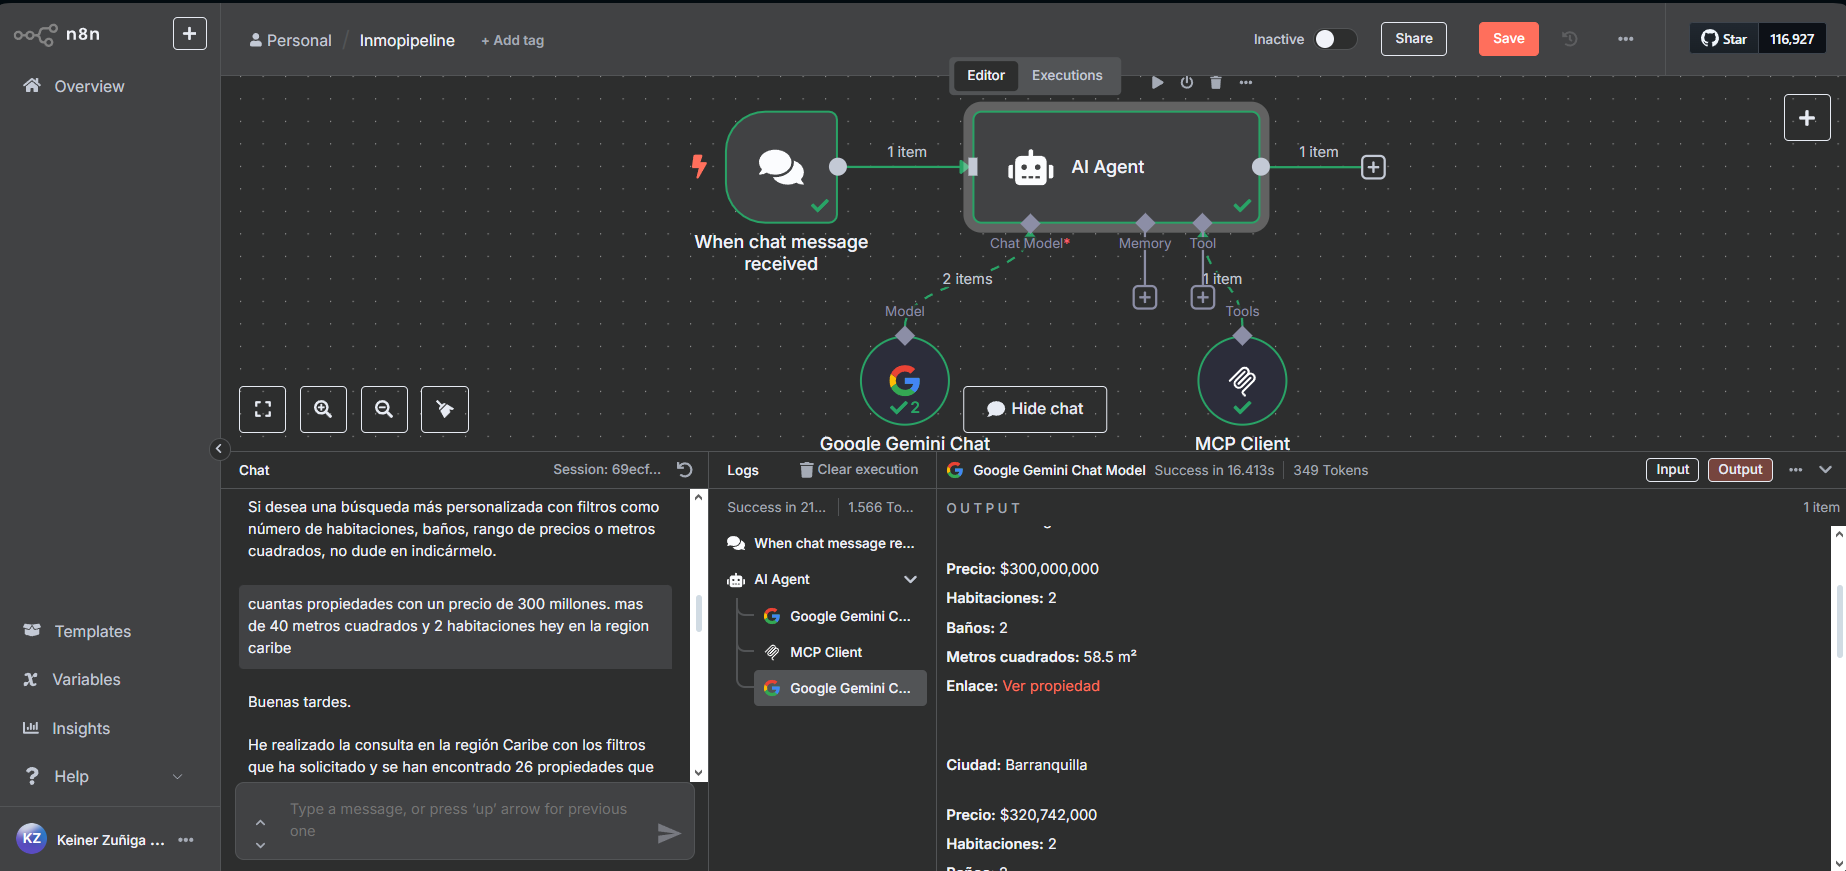 n8n
Personal / Inmopipeline + Add tag
Inactive
Share
Save
Star 116,927
Editor Executions
Overview
Templates
Variables
Insights
Help
KZ Keiner Zuñiga ...
1 item
AI Agent
1 item
When chat message
received
Chat Model*
Memory
Tool
2 items
1 item
Model
Tools
2
Hide chat
Google Gemini Chat
MCP Client
Chat
Session: 69ecf...
Si desea una búsqueda más personalizada con filtros como
número de habitaciones, baños, rango de precios o metros
cuadrados, no dude en indicármelo.
cuantas propiedades con un precio de 300 millones. mas
de 40 metros cuadrados y 2 habitaciones hey en la region
caribe
Buenas tardes.
He realizado la consulta en la región Caribe con los filtros
que ha solicitado y se han encontrado 26 propiedades que
Type a message, or press 'up' arrow for previous
one
Logs
Clear execution
Success in 21... 1.566 To...
When chat message re...
AI Agent
Google Gemini C...
MCP Client
Google Gemini C...
Google Gemini Chat Model Success in 16.413s 349 Tokens
Input
Output
OUTPUT
1 item
Precio: $300,000,000
Habitaciones: 2
Baños: 2
Metros cuadrados: 58.5 m²
Enlace: Ver propiedad
Ciudad: Barranquilla
Precio: $320,742,000
Habitaciones: 2